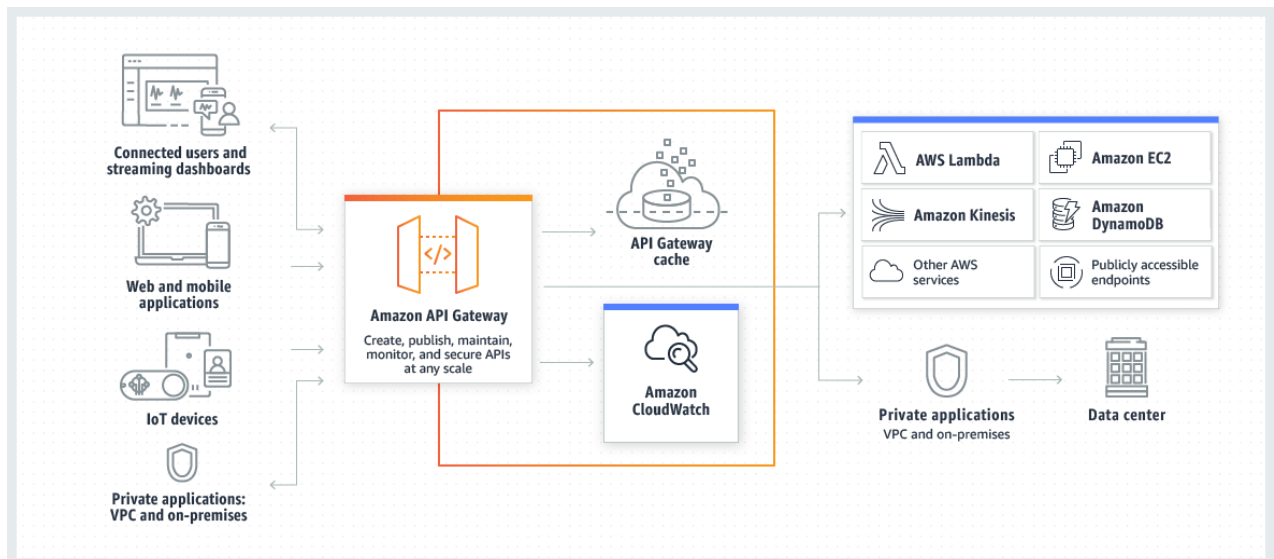 Connected users and
streaming dashboards
Web and mobile
applications
IoT devices
Private applications:
VPC and on-premises
</>
Amazon API Gateway
Create, publish, maintain,
monitor, and secure APIs
at any scale
API Gateway
cache
Amazon
CloudWatch
AWS Lambda
Amazon EC2
Amazon Kinesis
Amazon
DynamoDB
Other AWS
services
Publicly accessible
endpoints
Private applications
VPC and on-premises
Data center